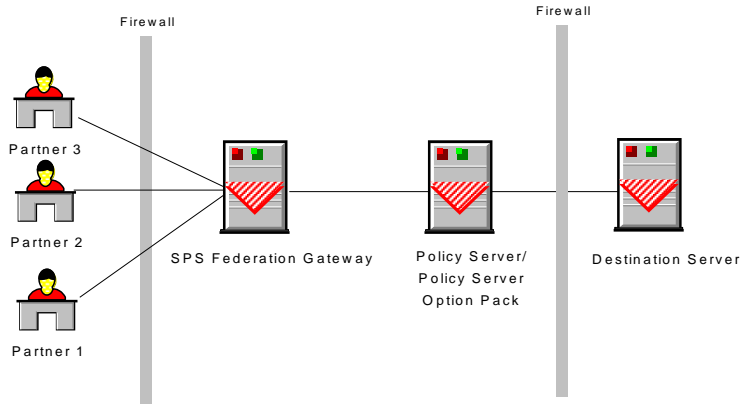 Firewall
Firewall
Partner 3
Partner 2
Partner 1
SPS Federation Gateway
Policy Server/
Policy Server
Option Pack
Destination Server